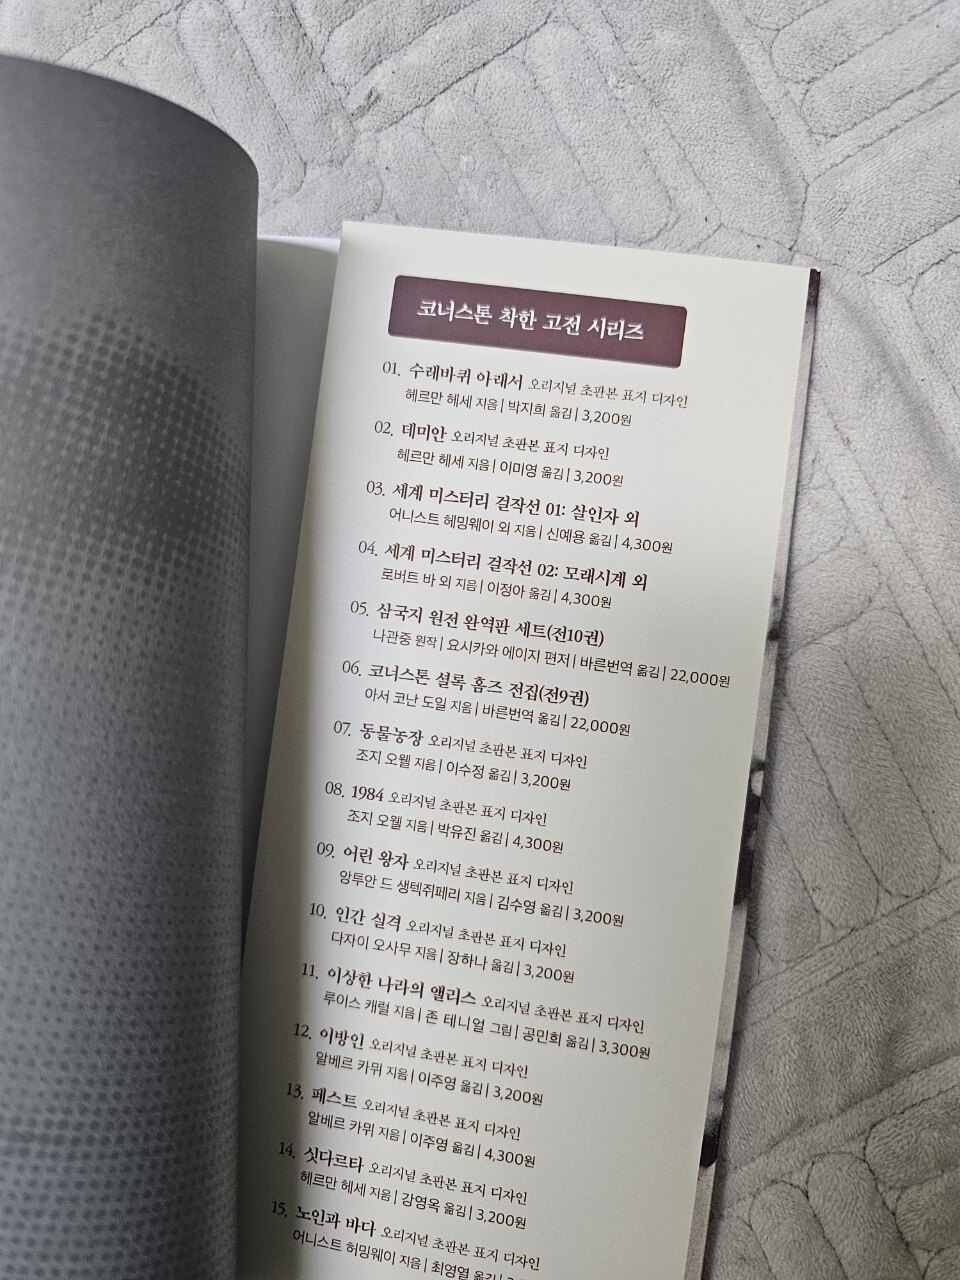 코너스톤 착한 고전 시리즈
01. 수레바퀴 아래서 오리지널 초판본 표지 디자인
헤르만 헤세 지음 | 박지희 옮김 | 3,200원
02. 데미안 오리지널 초판본 표지 디자인
헤르만 헤세 지음 | 이미영 옮김 | 3,200원
03. 세계 미스터리 걸작선 01: 살인자 외
어니스트 헤밍웨이 외 지음 | 신예용 옮김 | 4,300원
04. 세계 미스터리 걸작선 02: 모래시계 외
로버트 바 외 지음 | 이정아 옮김 | 4,300원
05. 삼국지 원전 완역판 세트(전10권)
나관중 원작 | 요시카와 에이지 편저 | 바른번역 옮김 | 22,000원
06. 코너스톤 셜록 홈즈 전집(전9권)
아서 코난 도일 지음 | 바른번역 옮김 | 22,000원
07. 동물농장 오리지널 초판본 표지 디자인
조지 오웰 지음 | 이수정 옮김 | 3,200원
08. 1984 오리지널 초판본 표지 디자인
조지 오웰 지음 | 박유진 옮김 | 4,300원
09. 어린 왕자 오리지널 초판본 표지 디자인
앙투안 드 생텍쥐페리 지음 | 김수영 옮김 | 3,200원
10. 인간 실격 오리지널 초판본 표지 디자인
다자이 오사무 지음 | 장하나 옮김 | 3,200원
11. 이상한 나라의 앨리스 오리지널 초판본 표지 디자인
루이스 캐럴 지음 | 존 테니얼 그림 | 공민희 옮김 | 3,300원
12. 이방인 오리지널 초판본 표지 디자인
알베르 카뮈 지음 | 이주영 옮김 | 3,200원
13. 페스트 오리지널 초판본 표지 디자인
알베르 카뮈 지음 | 이주영 옮김 | 4,300원
14. 싯다르타 오리지널 초판본 표지 디자인
헤르만 헤세 지음 | 강영옥 옮김 | 3,200원
15. 노인과 바다 오리지널 초판본 표지 디자인
어니스트 허밍웨이 지음 | 최영열 옮김 |